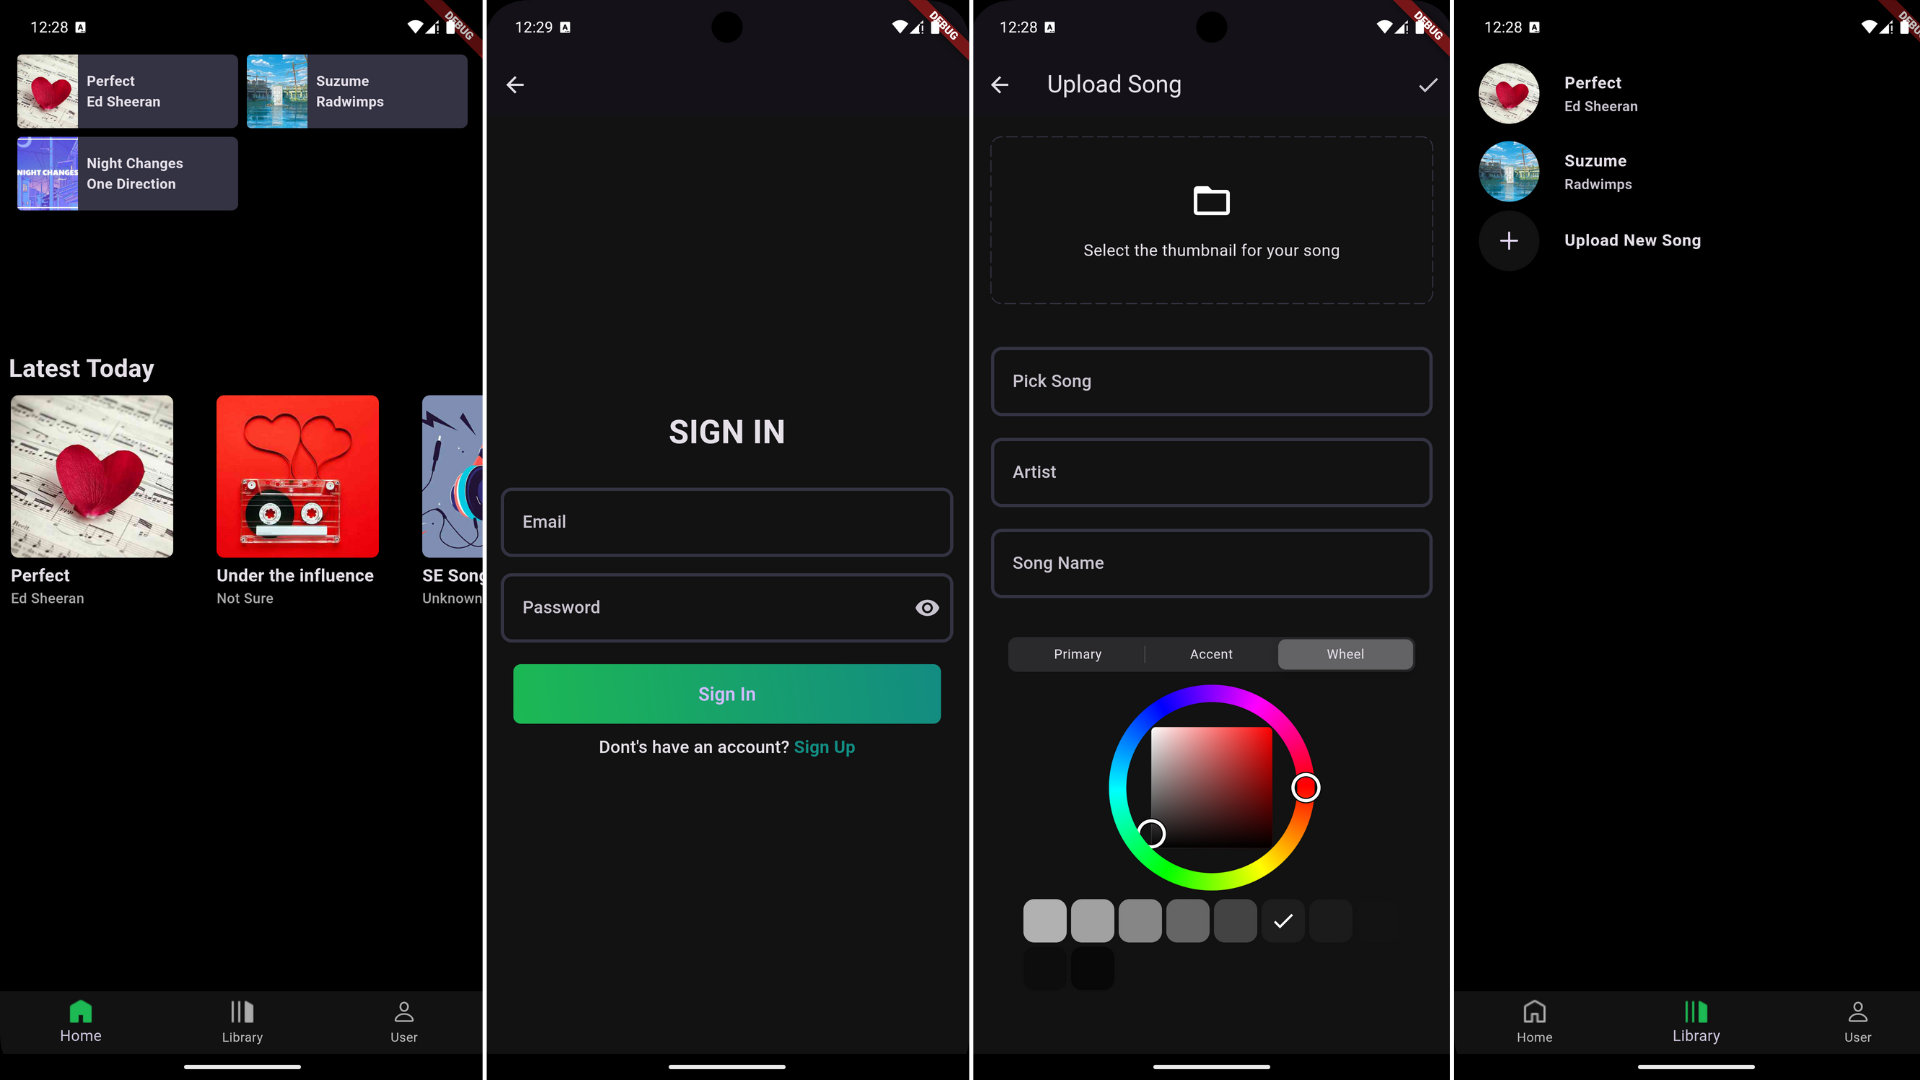 12:28
DEBUG
Perfect
Ed Sheeran
Suzume
Radwimps
NIGHT CHANGES
Night Changes
One Direction
Latest Today
Perfect
Ed Sheeran
Under the influence
Not Sure
SE Song
Unknown
Home
Library
User
12:29
DEBUG
SIGN IN
Email
Password
Sign In
Dont's have an account? Sign Up
12:28
DEBUG
Upload Song
Select the thumbnail for your song
Pick Song
Artist
Song Name
Primary
Accent
Wheel
12:28
DEBU
Perfect
Ed Sheeran
Suzume
Radwimps
Upload New Song
Home
Library
User